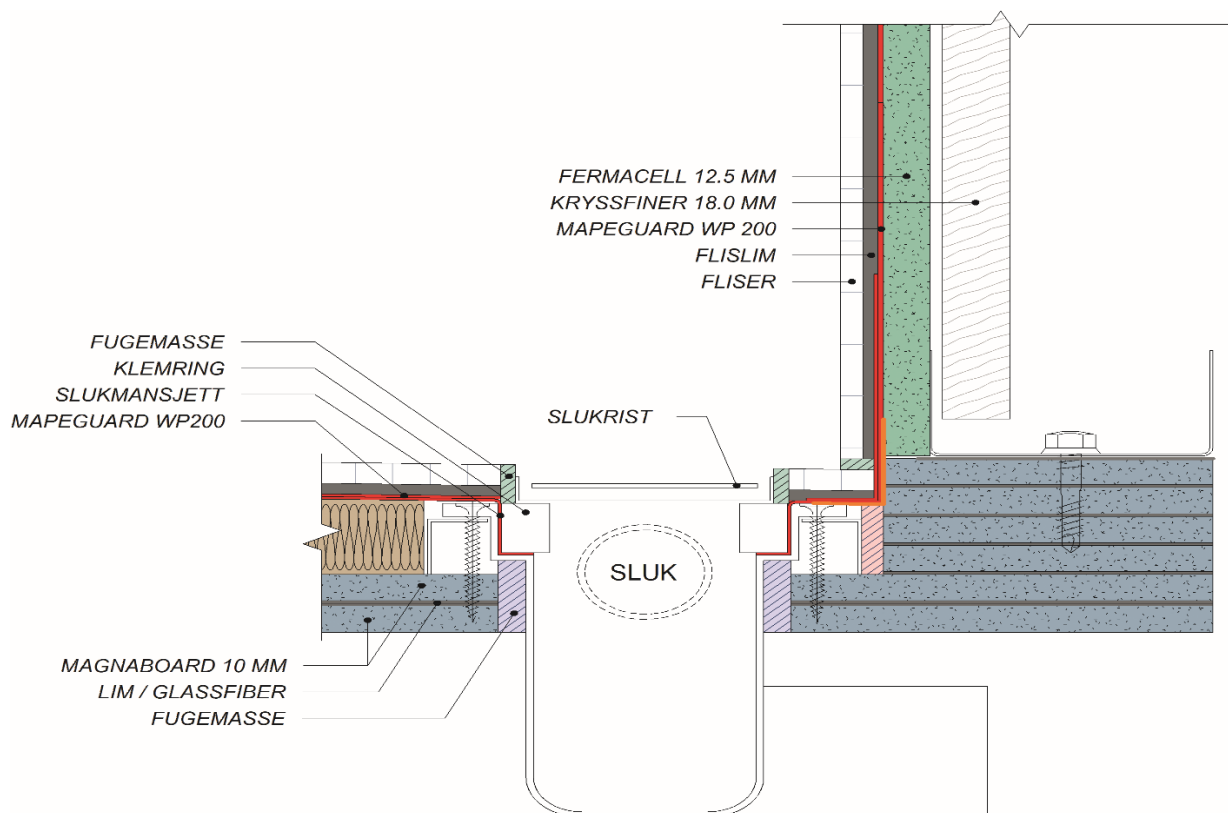 FERMACELL 12.5 MM
KRYSSFINER 18.0 MM
MAPEGUARD WP 200
FLISLIM
FLISER
FUGEMASSE
KLEMRING
SLUKMANSJETT
MAPEGUARD WP200
SLUKRIST
SLUK
MAGNABOARD 10 MM
LIM / GLASSFIBER
FUGEMASSE